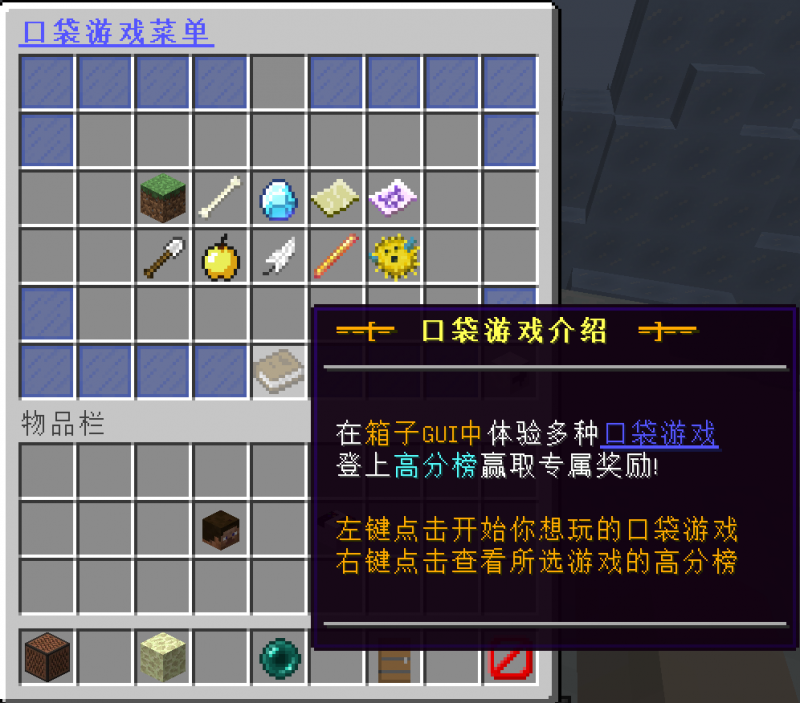 口袋游戏菜单
口袋游戏介绍
在箱子GUI中体验多种口袋游戏
登上高分榜赢取专属奖励!
左键点击开始你想玩的口袋游戏
右键点击查看所选游戏的高分榜
物品栏